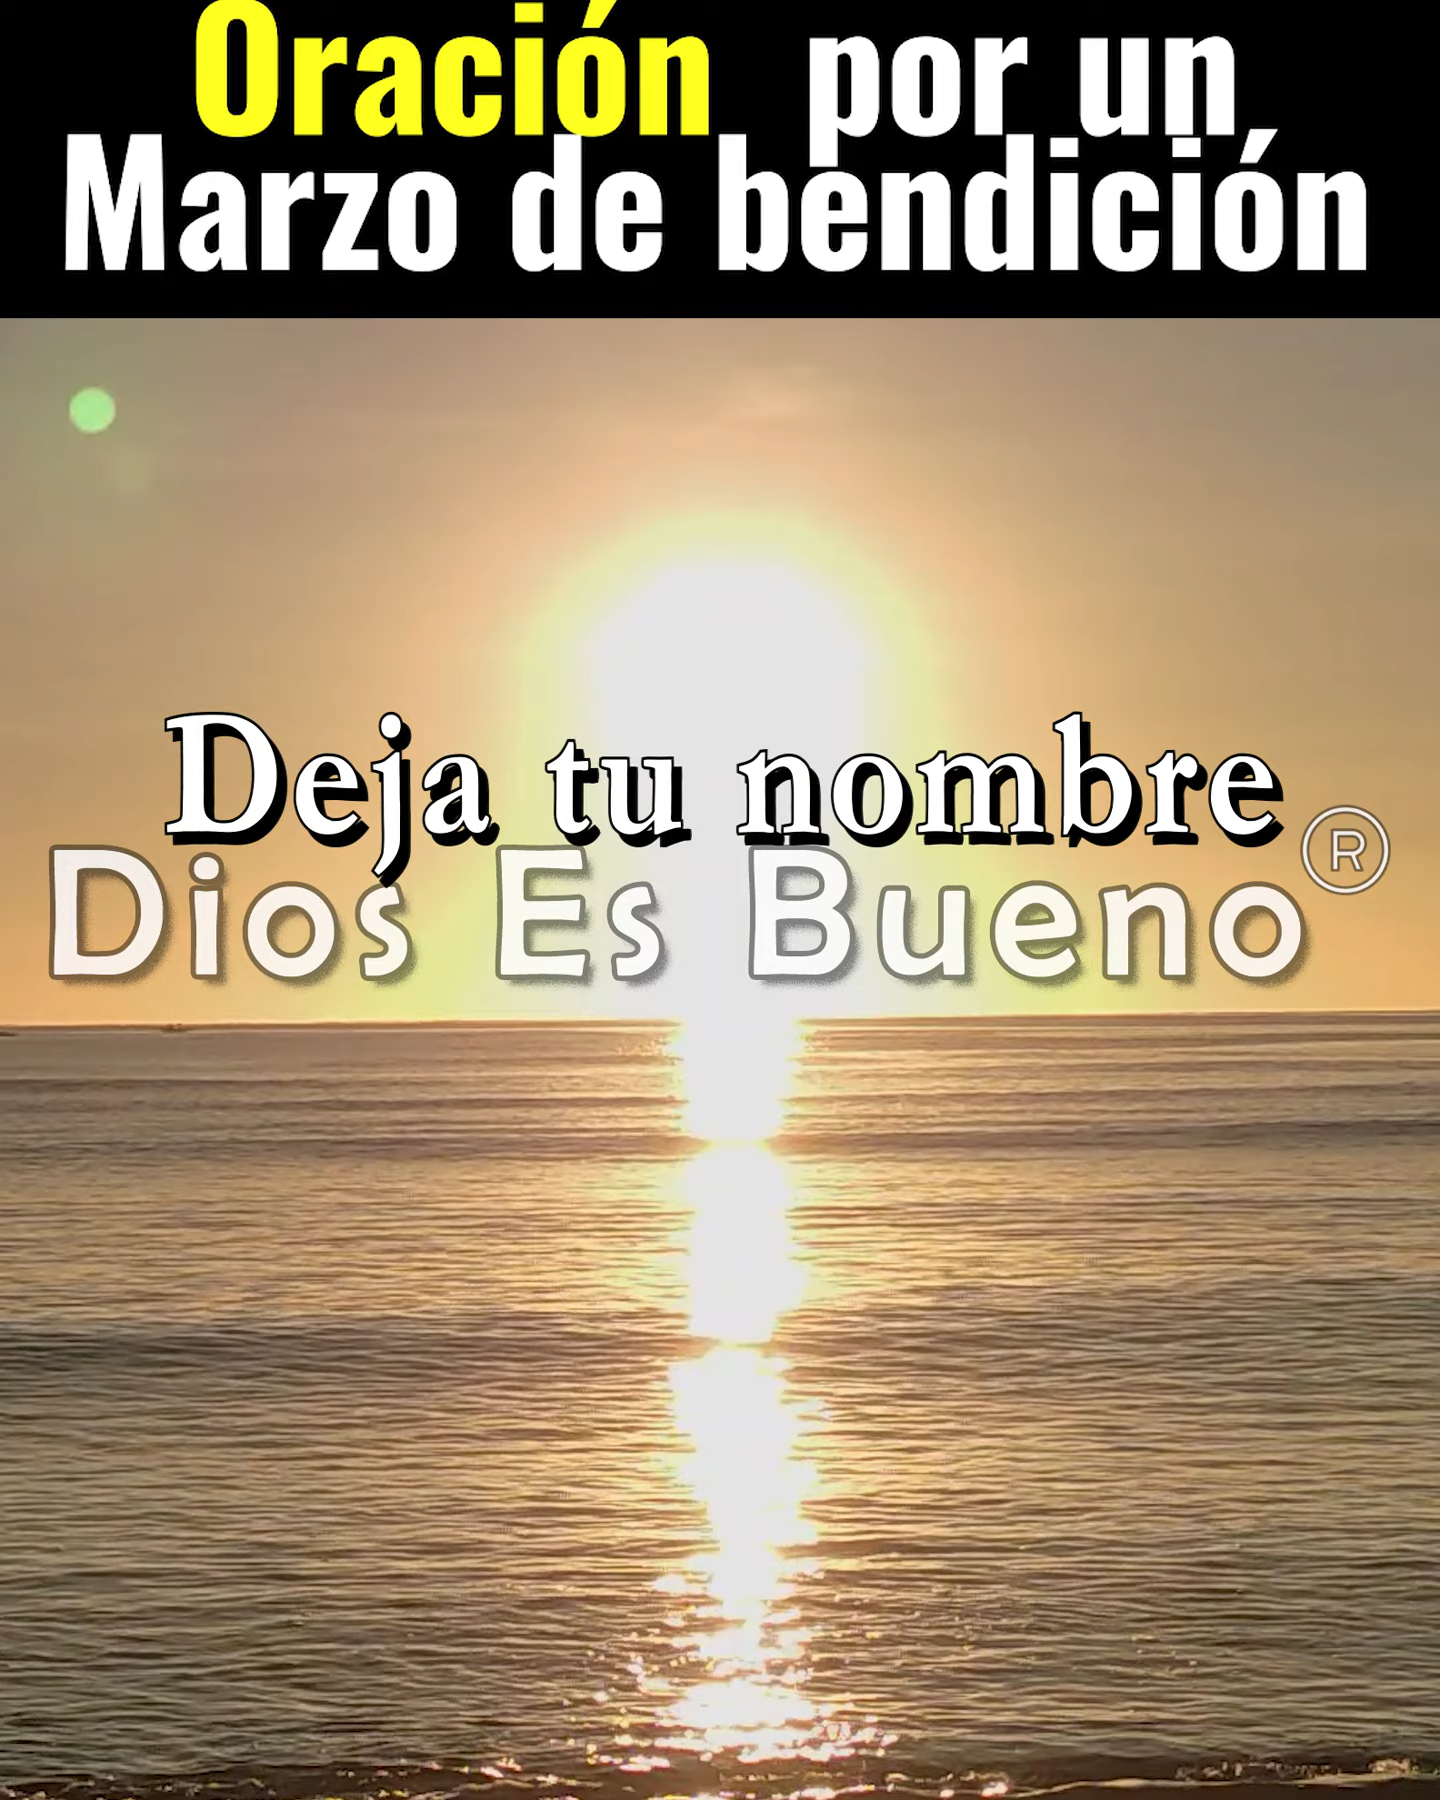 Oración por un
Marzo de bendición
Deja tu nombre
Dios Es Bueno®